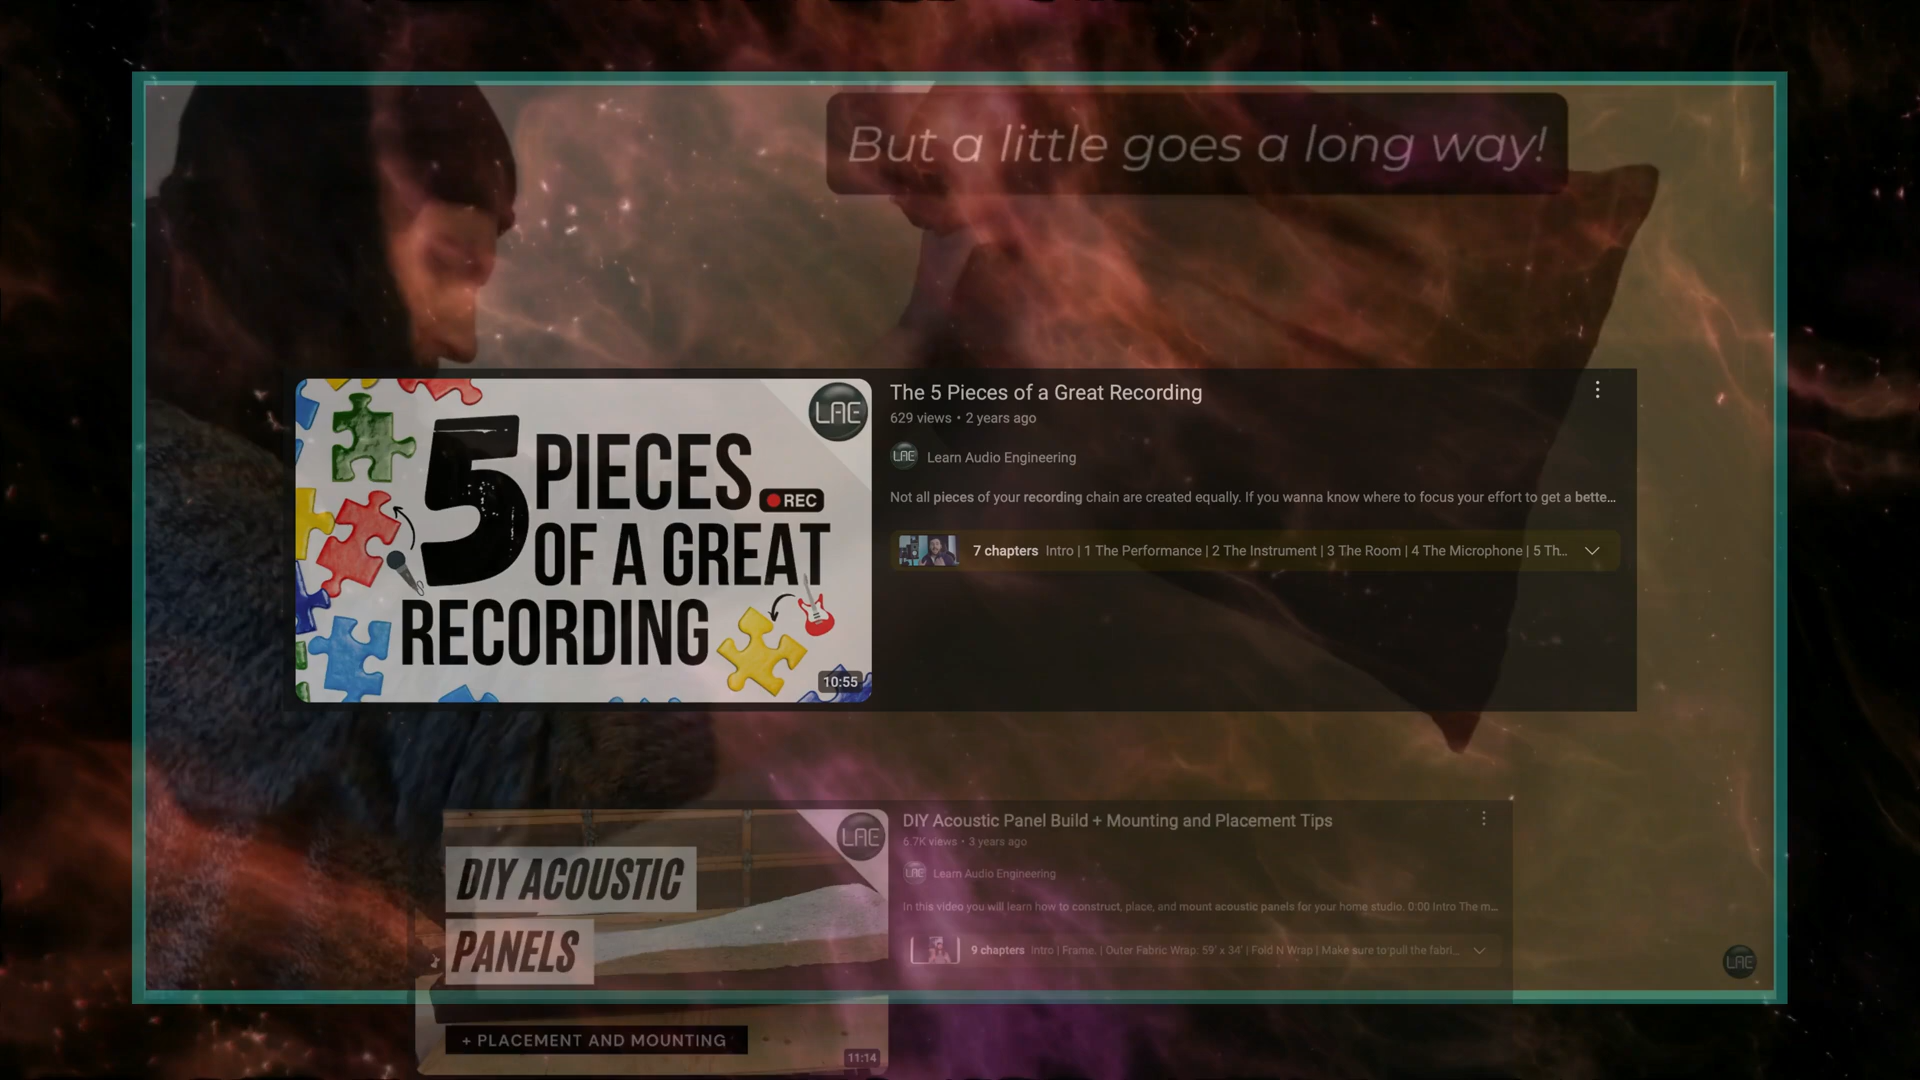 But a little goes a long way!
LAE
5 PIECES
REC
OF A GREAT
RECORDING
10:55
The 5 Pieces of a Great Recording
629 views • 2 years ago
LAE Learn Audio Engineering
Not all pieces of your recording chain are created equally. If you wanna know where to focus your effort to get a bette...
7 chapters Intro | 1 The Performance | 2 The Instrument | 3 The Room | 4 The Microphone | 5 Th...
LAE
DIY ACOUSTIC
PANELS
+ PLACEMENT AND MOUNTING
11:14
DIY Acoustic Panel Build + Mounting and Placement Tips
6.7K views • 3 years ago
LAE Learn Audio Engineering
In this video you will learn how to construct, place, and mount acoustic panels for your home studio. 0:00 Intro The m...
9 chapters Intro | Frame. | Outer Fabric Wrap: 59' x 34' | Fold N Wrap | Make sure to pull the fabri...
LAE